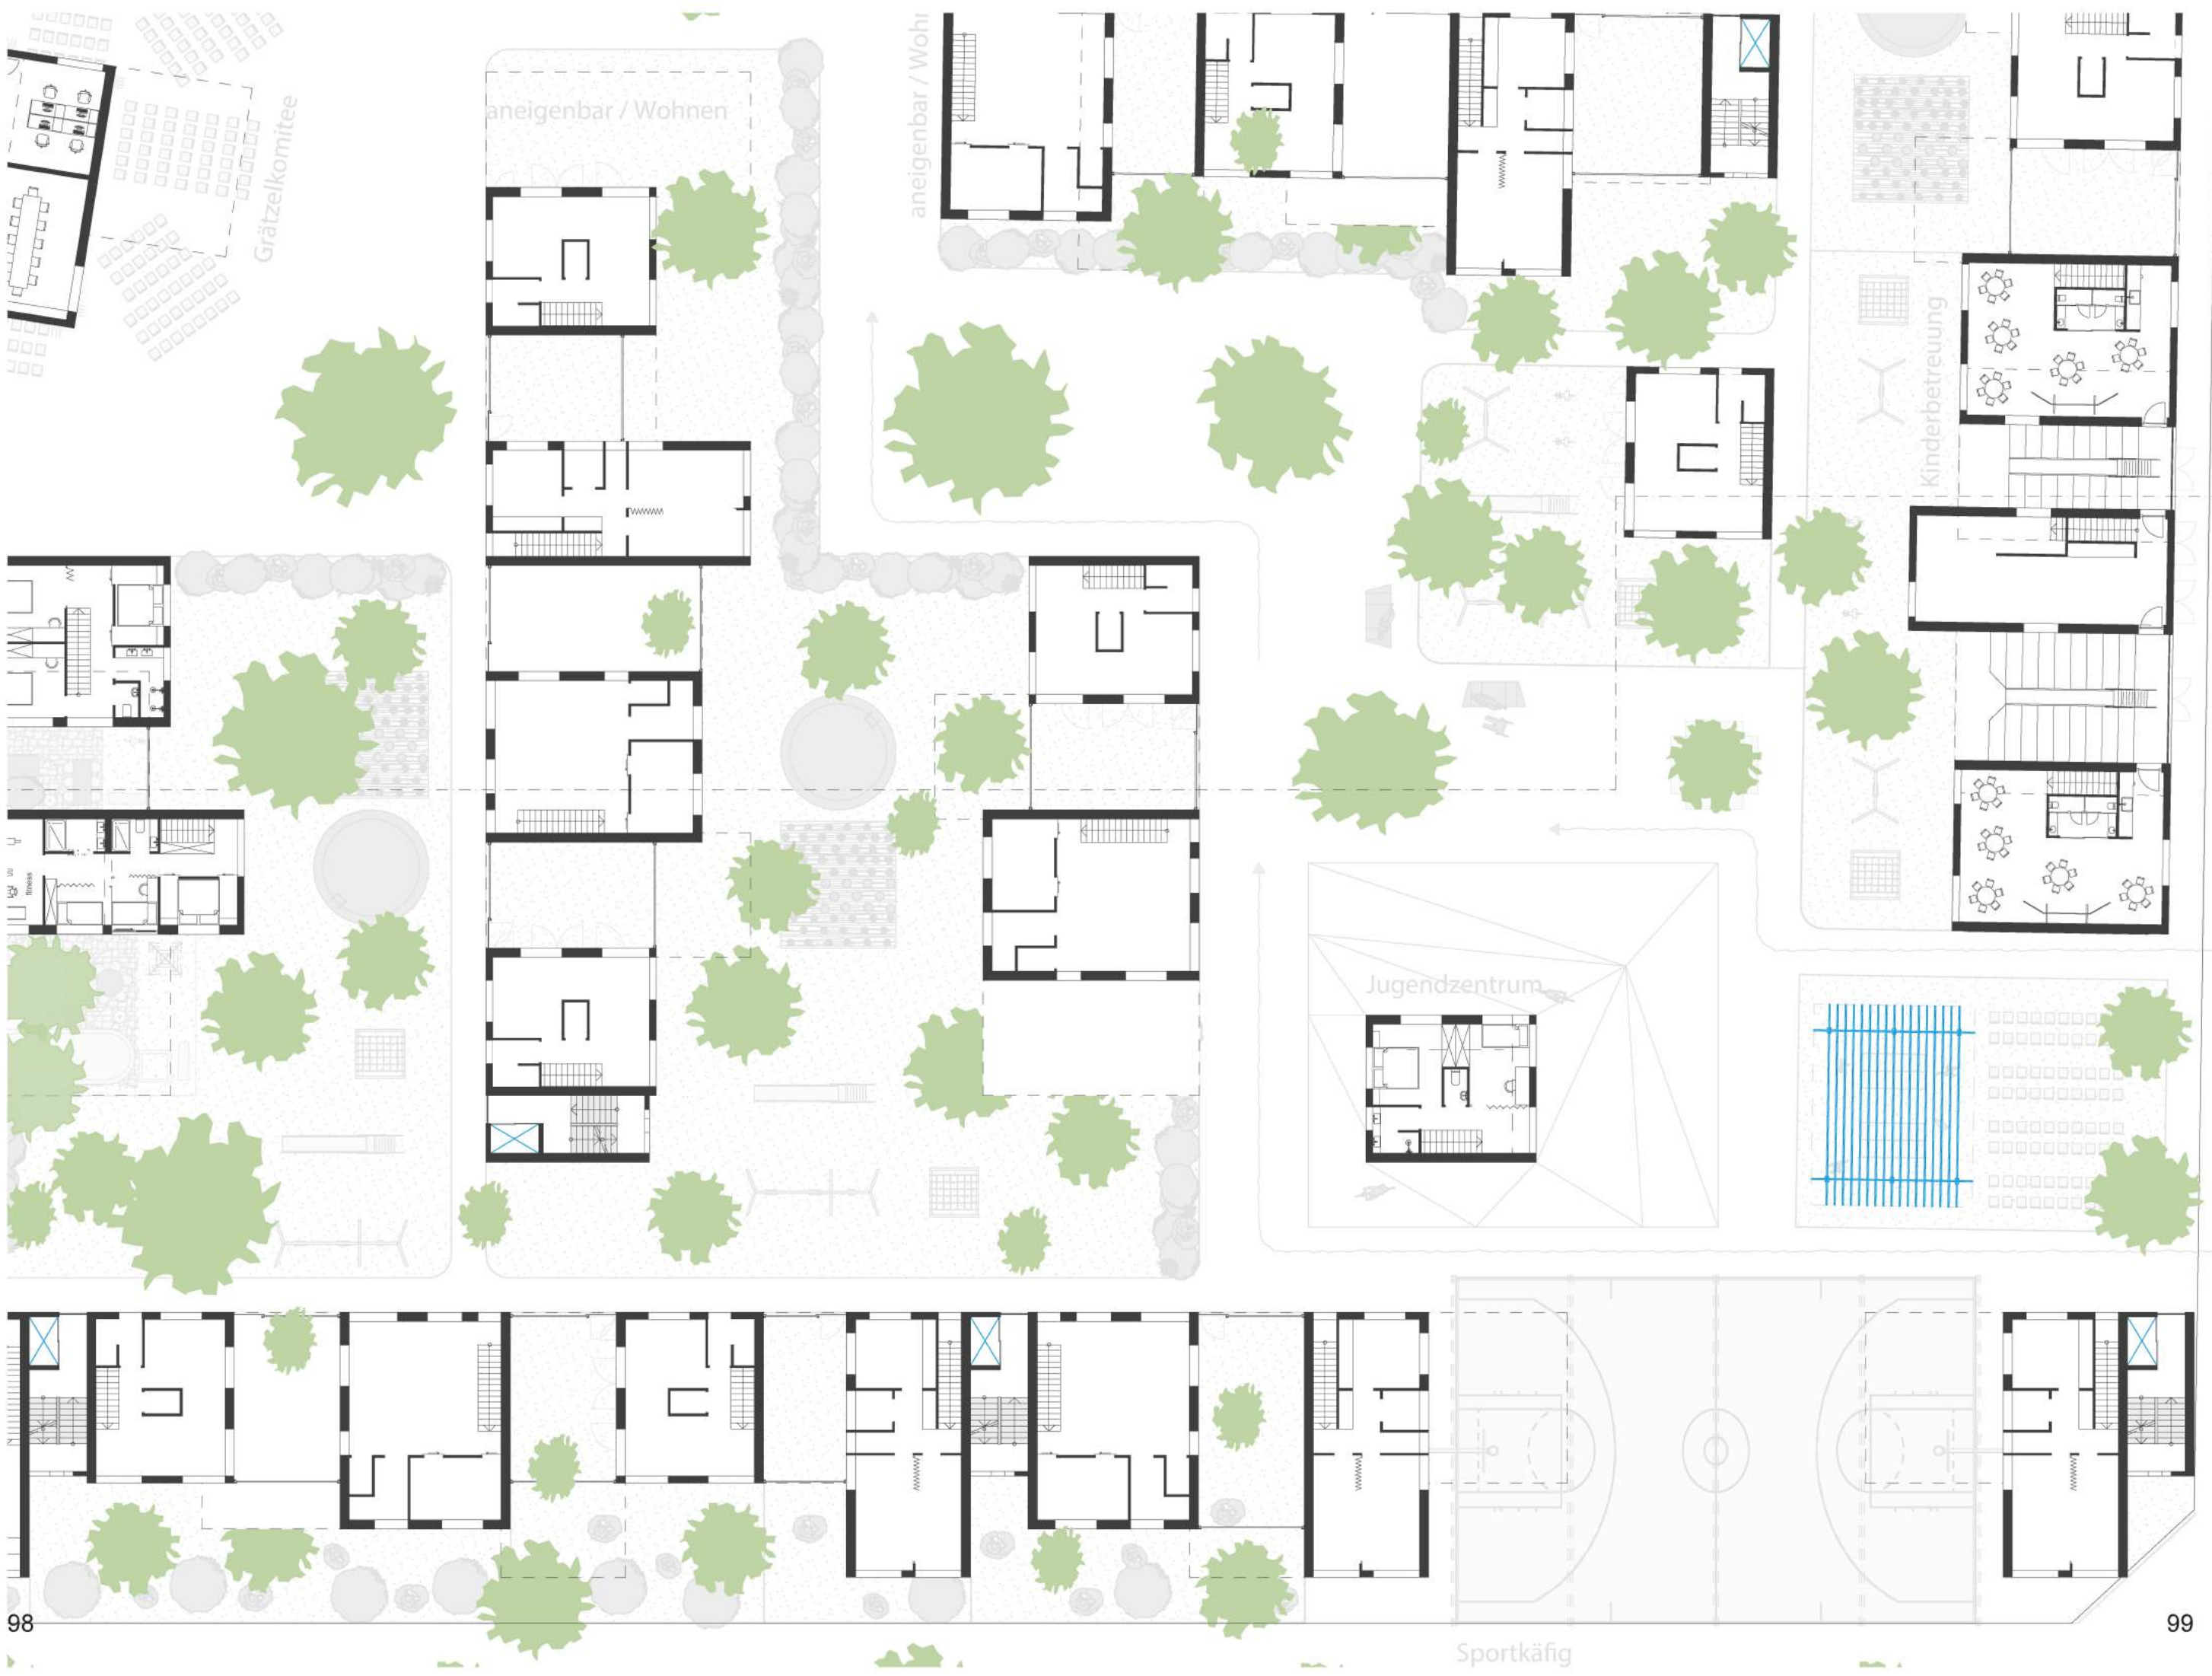 aneigenbar / Wohnen
aneigenbar / Wohn
Grätzelkomitee
Kinderbetreuung
fitness
Jugendzentrum
98
99
Sportkäfig